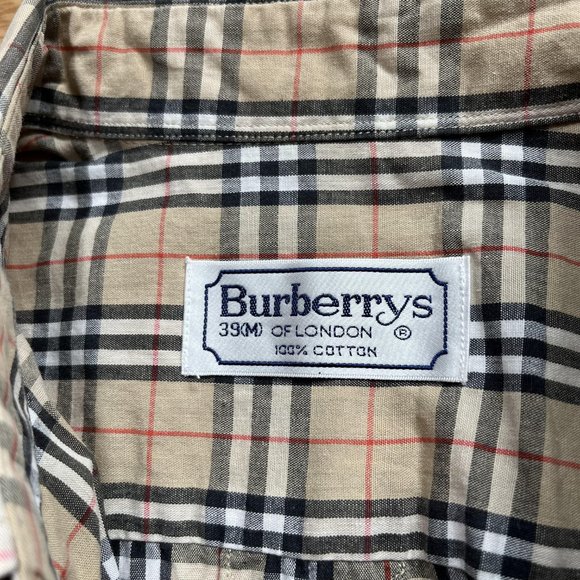 Burberrys
39(M) OF LONDON ®
100% COTTON